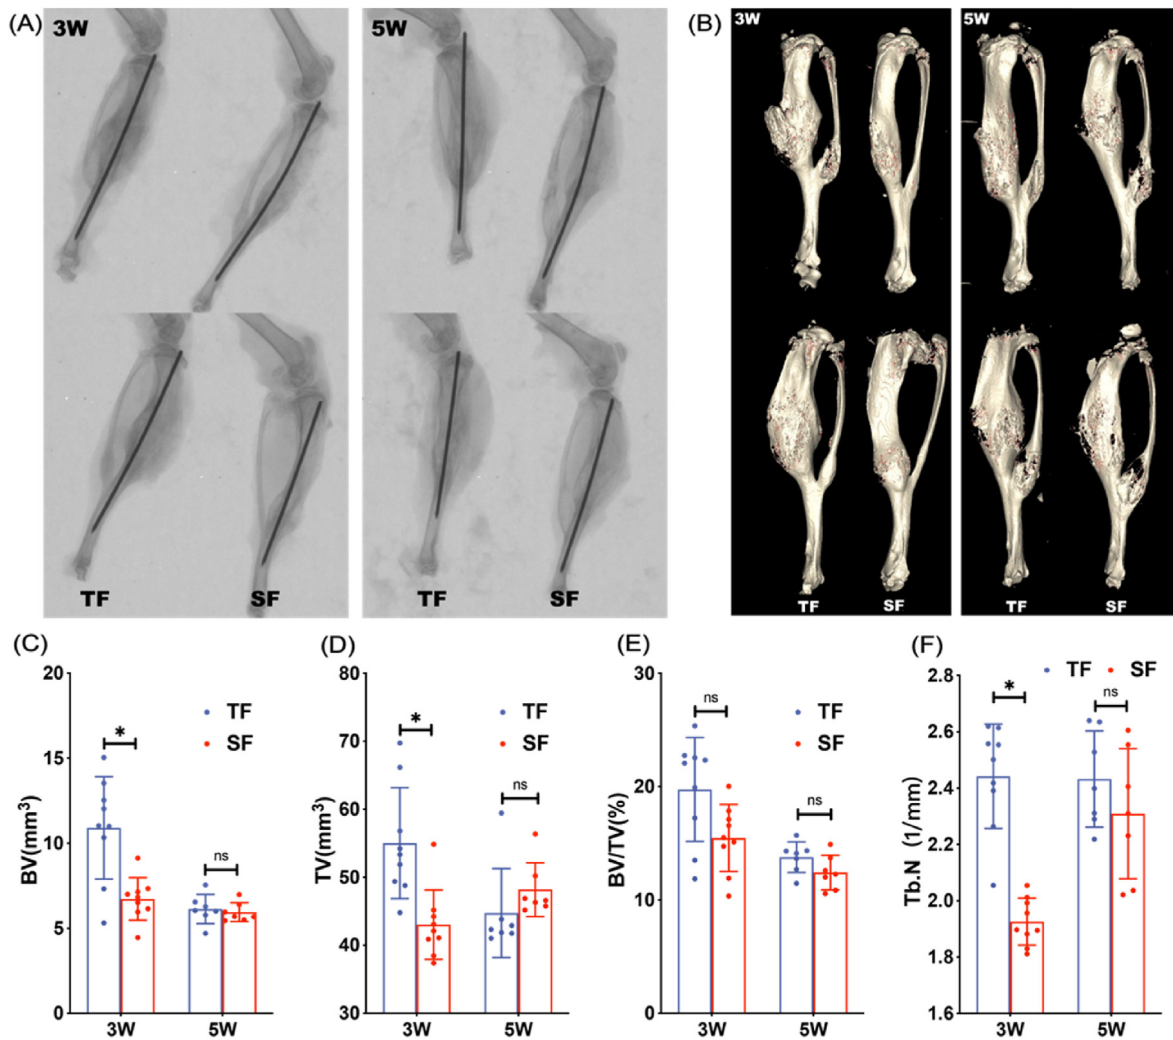 (A)
3W
5W
TF
SF
TF
SF
(B)
3W
5W
TF
SF
TF
SF
(C)
BV(mm³)
20
15
10
5
0
*
ns
TF
SF
3W
5W
(D)
TV(mm³)
80
70
60
50
40
30
*
ns
TF
SF
3W
5W
(E)
BV/TV(%)
30
20
10
0
ns
ns
TF
SF
3W
5W
(F)
TF
SF
Tb.N (1/mm)
2.8
2.6
2.4
2.2
2.0
1.8
1.6
*
ns
3W
5W